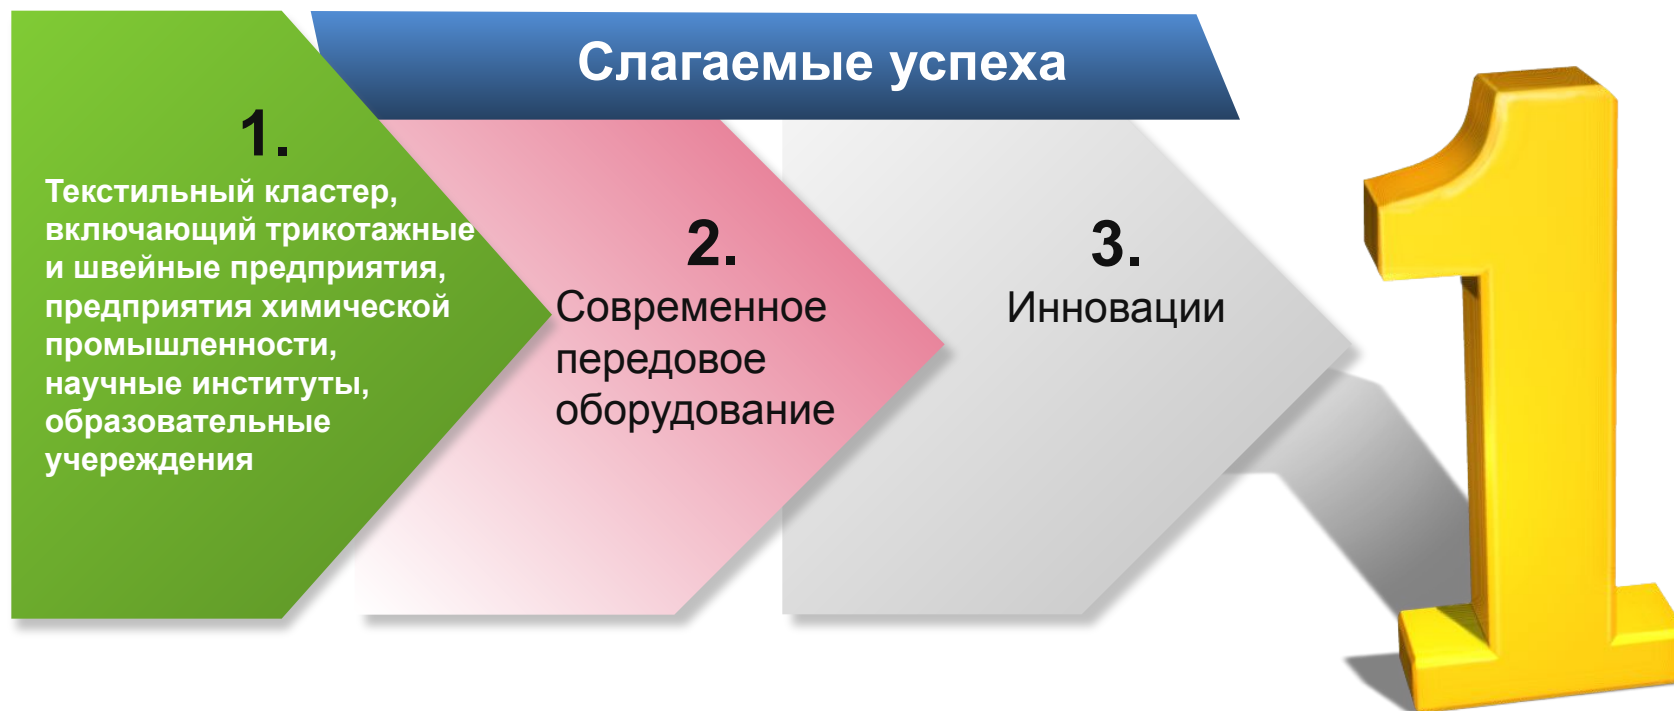 Слагаемые успеха
1.
Текстильный кластер,
включающий трикотажные
и швейные предприятия,
предприятия химической
промышленности,
научные институты,
образовательные
учереждения
2.
Современное
передовое
оборудование
3.
Инновации
1